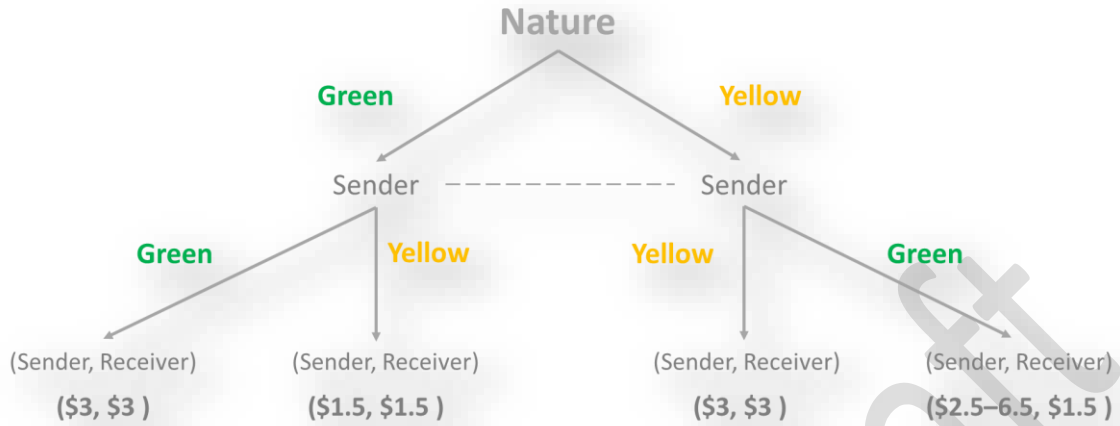 Nature
Green Yellow
Sender Sender
Green Yellow Yellow Green
(Sender, Receiver) (Sender, Receiver) (Sender, Receiver) (Sender, Receiver)
($3, $3 ) ($1.5, $1.5 ) ($3, $3 ) ($2.5–6.5, $1.5 )